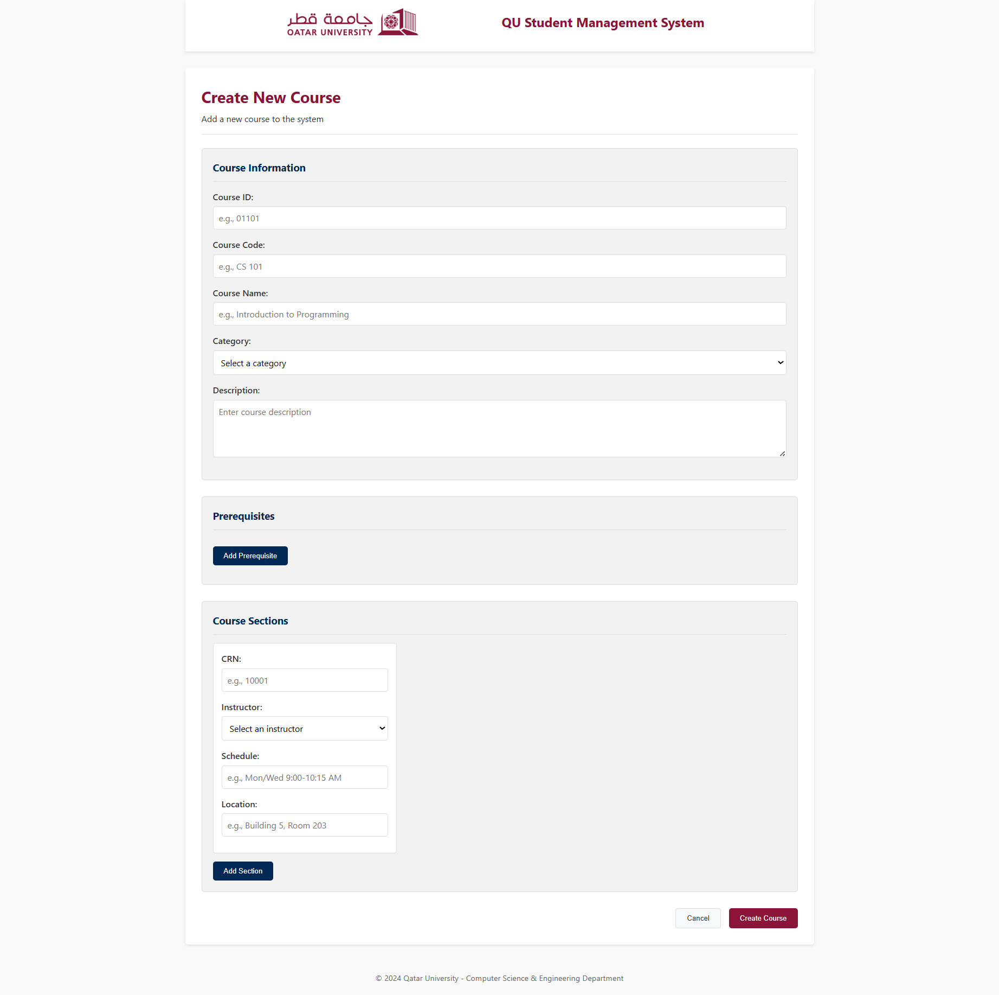 جامعة قطر
QATAR UNIVERSITY
QU Student Management System
Create New Course
Add a new course to the system
Course Information
Course ID:
e.g., 01101
Course Code:
e.g., CS 101
Course Name:
e.g., Introduction to Programming
Category:
Select a category
Description:
Enter course description
Prerequisites
Add Prerequisite
Course Sections
CRN:
e.g., 10001
Instructor:
Select an instructor
Schedule:
e.g., Mon/Wed 9:00-10:15 AM
Location:
e.g., Building 5, Room 203
Add Section
Cancel
Create Course
© 2024 Qatar University - Computer Science & Engineering Department